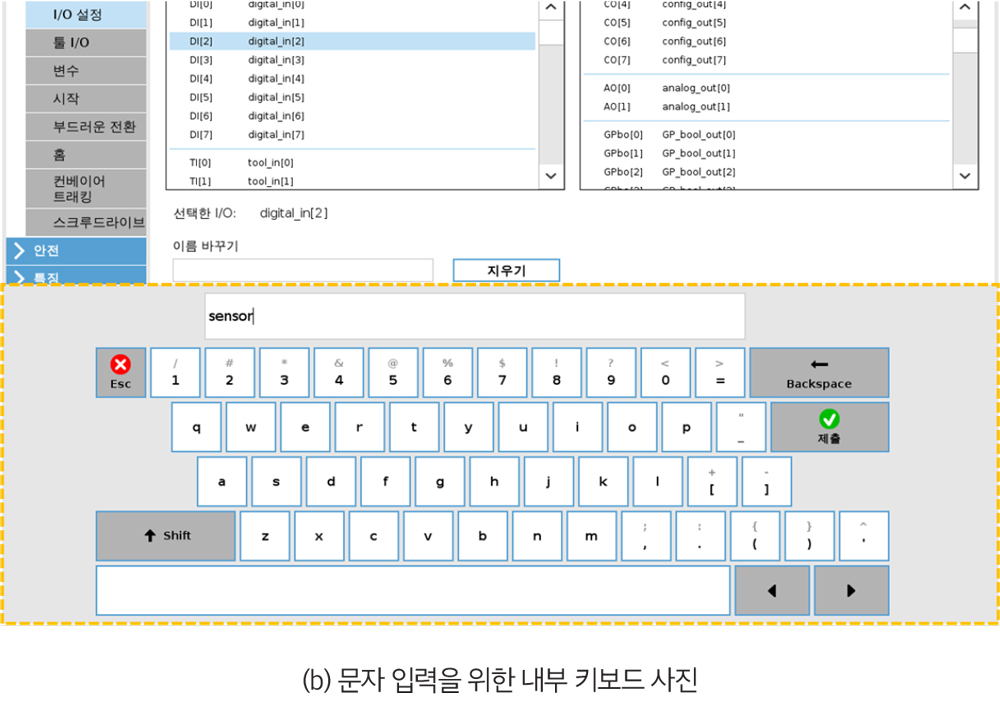 I/O 설정
툴 I/O
변수
시작
부드러운 전환
홈
컨베이어
트래킹
스크루드라이브
안전
특징
DI[0] digital_in[0]
DI[1] digital_in[1]
DI[2] digital_in[2]
DI[3] digital_in[3]
DI[4] digital_in[4]
DI[5] digital_in[5]
DI[6] digital_in[6]
DI[7] digital_in[7]
TI[0] tool_in[0]
TI[1] tool_in[1]
CO[4] config_out[4]
CO[5] config_out[5]
CO[6] config_out[6]
CO[7] config_out[7]
AO[0] analog_out[0]
AO[1] analog_out[1]
GPbo[0] GP_bool_out[0]
GPbo[1] GP_bool_out[1]
GPbo[2] GP_bool_out[2]
선택한 I/O: digital_in[2]
이름 바꾸기
지우기
sensor
/ # * & @ % $ ! ? < >
Esc 1 2 3 4 5 6 7 8 9 0 = Backspace
q w e r t y u i o p " _ 제출
a s d f g h j k l + [ - ]
Shift z x c v b n m ; , : . { ( } ) ^ '
(b) 문자 입력을 위한 내부 키보드 사진